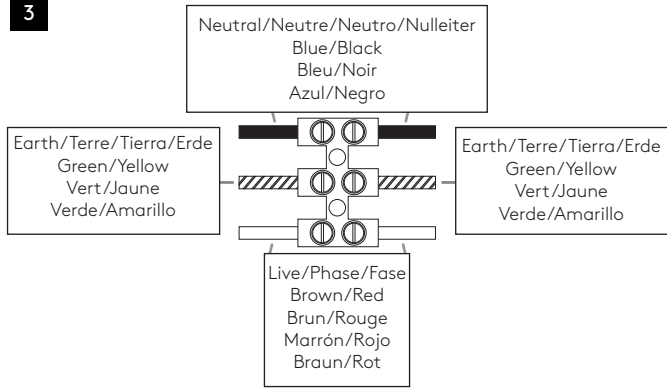 3
Neutral/Neutre/Neutro/Nulleiter
Blue/Black
Bleu/Noir
Azul/Negro
Earth/Terre/Tierra/Erde
Green/Yellow
Vert/Jaune
Verde/Amarillo
Earth/Terre/Tierra/Erde
Green/Yellow
Vert/Jaune
Verde/Amarillo
Live/Phase/Fase
Brown/Red
Brun/Rouge
Marrón/Rojo
Braun/Rot